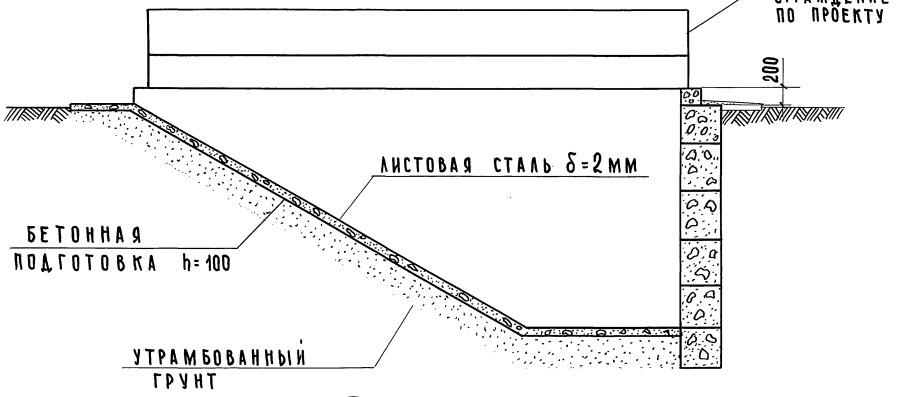 ПО ПРОЕКТУ
200
ЛИСТОВАЯ СТАЛЬ δ=2мм
БЕТОННАЯ
ПОДГОТОВКА h=100
УТРАМБОВАННЫЙ
ГРУНТ